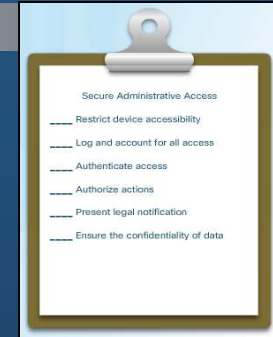 Secure Administrative Access
____ Restrict device accessibility
____ Log and account for all access
____ Authenticate access
____ Authorize actions
____ Present legal notification
____ Ensure the confidentiality of data